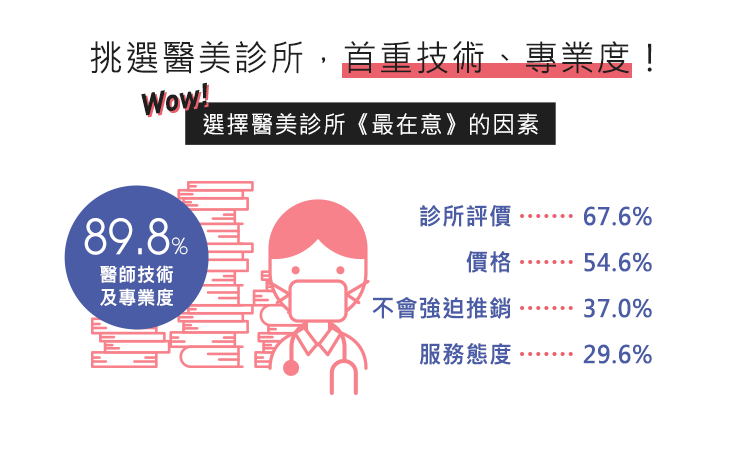 挑選醫美診所，首重技術、專業度！
Wow!
選擇醫美診所《最在意》的因素
89.8%
醫師技術
及專業度
診所評價 ······· 67.6%
價格 ······· 54.6%
不會強迫推銷 ······· 37.0%
服務態度 ······· 29.6%